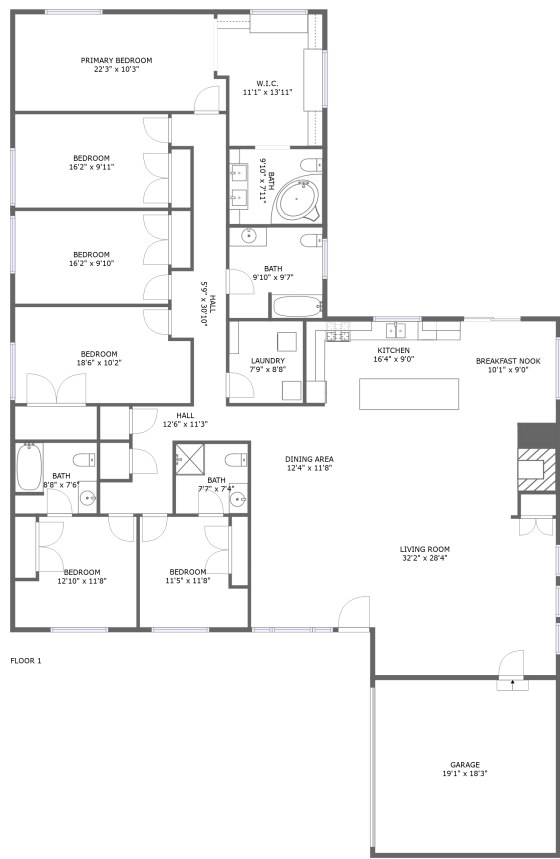 PRIMARY BEDROOM
22'3" x 10'3"
W.I.C.
11'1" x 13'11"
BEDROOM
16'2" x 9'11"
BATH
9'10" x 7'11"
BEDROOM
16'2" x 9'10"
BATH
9'10" x 9'7"
HALL
5'9" x 30'10"
BEDROOM
18'6" x 10'2"
LAUNDRY
7'9" x 8'8"
KITCHEN
16'4" x 9'0"
BREAKFAST NOOK
10'1" x 9'0"
HALL
12'6" x 11'3"
DINING AREA
12'4" x 11'8"
BATH
8'8" x 7'6"
BATH
7'7" x 7'4"
LIVING ROOM
32'2" x 28'4"
BEDROOM
12'10" x 11'8"
BEDROOM
11'5" x 11'8"
FLOOR 1
GARAGE
19'1" x 18'3"